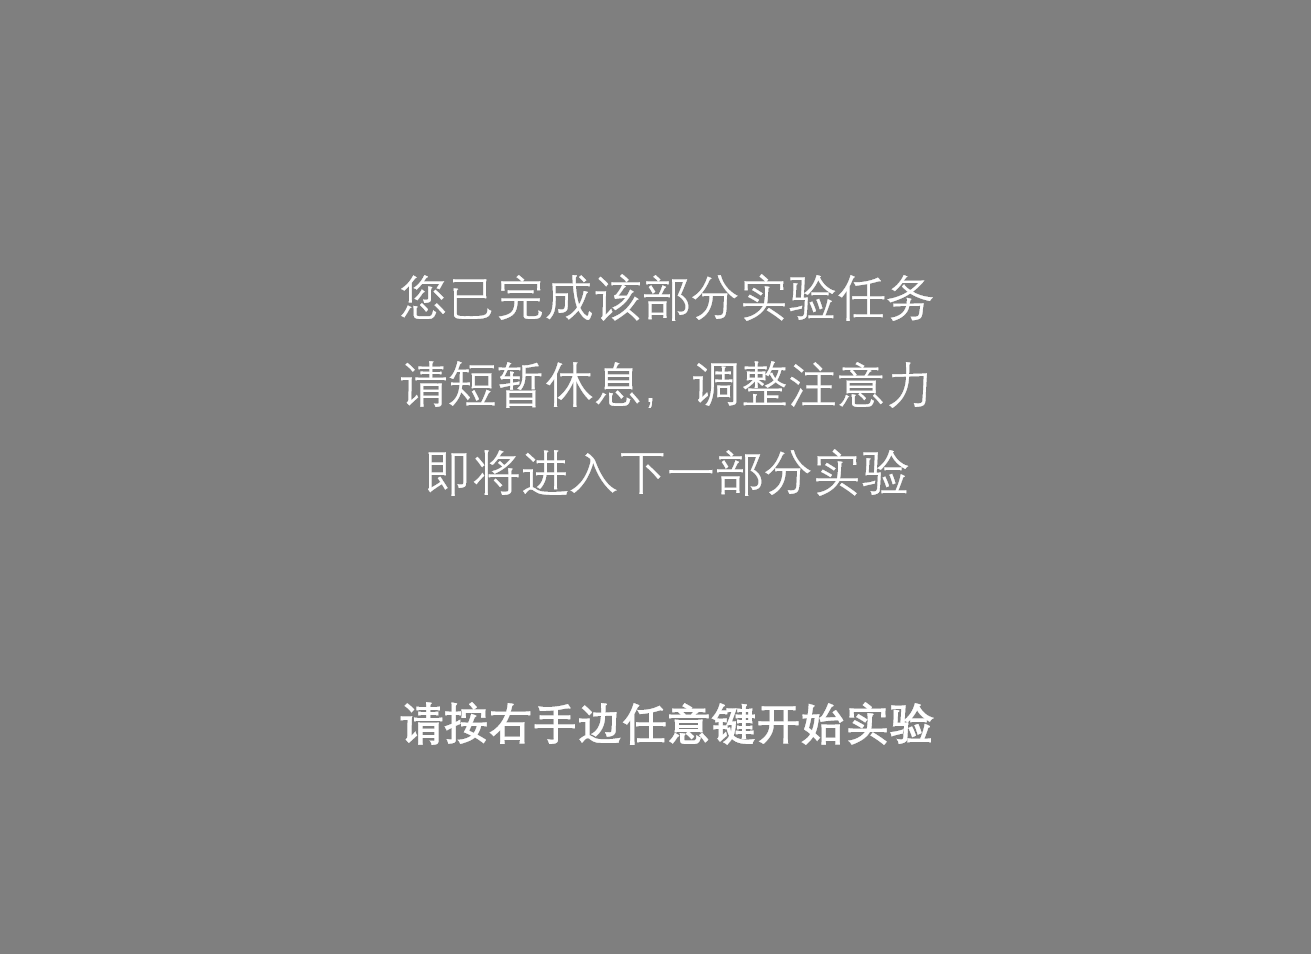 您已完成该部分实验任务
请短暂休息，调整注意力
即将进入下一部分实验
请按右手边任意键开始实验